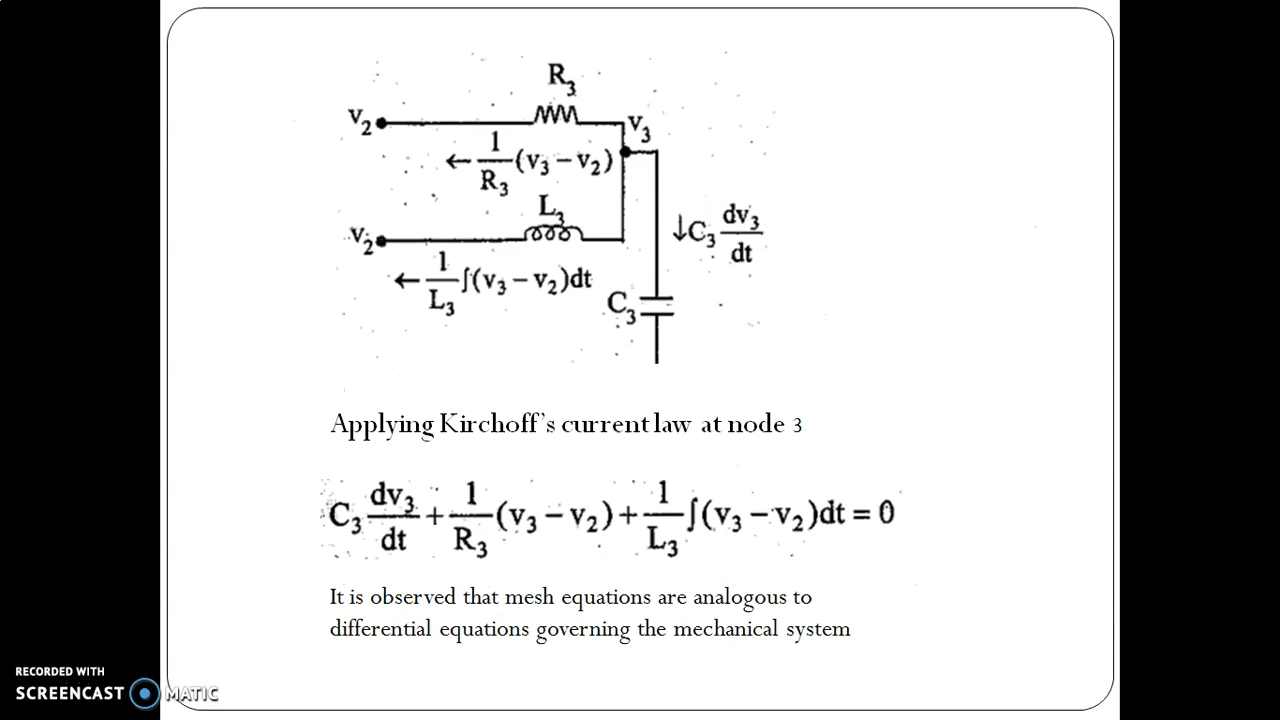 R₃
v₂
v₃
← 1/R₃ (v₃ − v₂)
L₃
v₂
↓C₃ dv₃/dt
← 1/L₃ ∫(v₃ − v₂)dt
C₃
Applying Kirchoff's current law at node 3
C₃ dv₃/dt + 1/R₃ (v₃ − v₂) + 1/L₃ ∫(v₃ − v₂)dt = 0
It is observed that mesh equations are analogous to
differential equations governing the mechanical system
RECORDED WITH
SCREENCAST MATIC